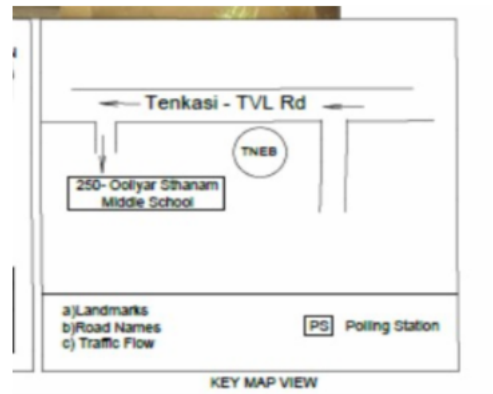 Tenkasi - TVL Rd
TNEB
250- Ooliyar Sthanam
Middle School
a)Landmarks
b)Road Names
c) Traffic Flow
PS Polling Station
KEY MAP VIEW